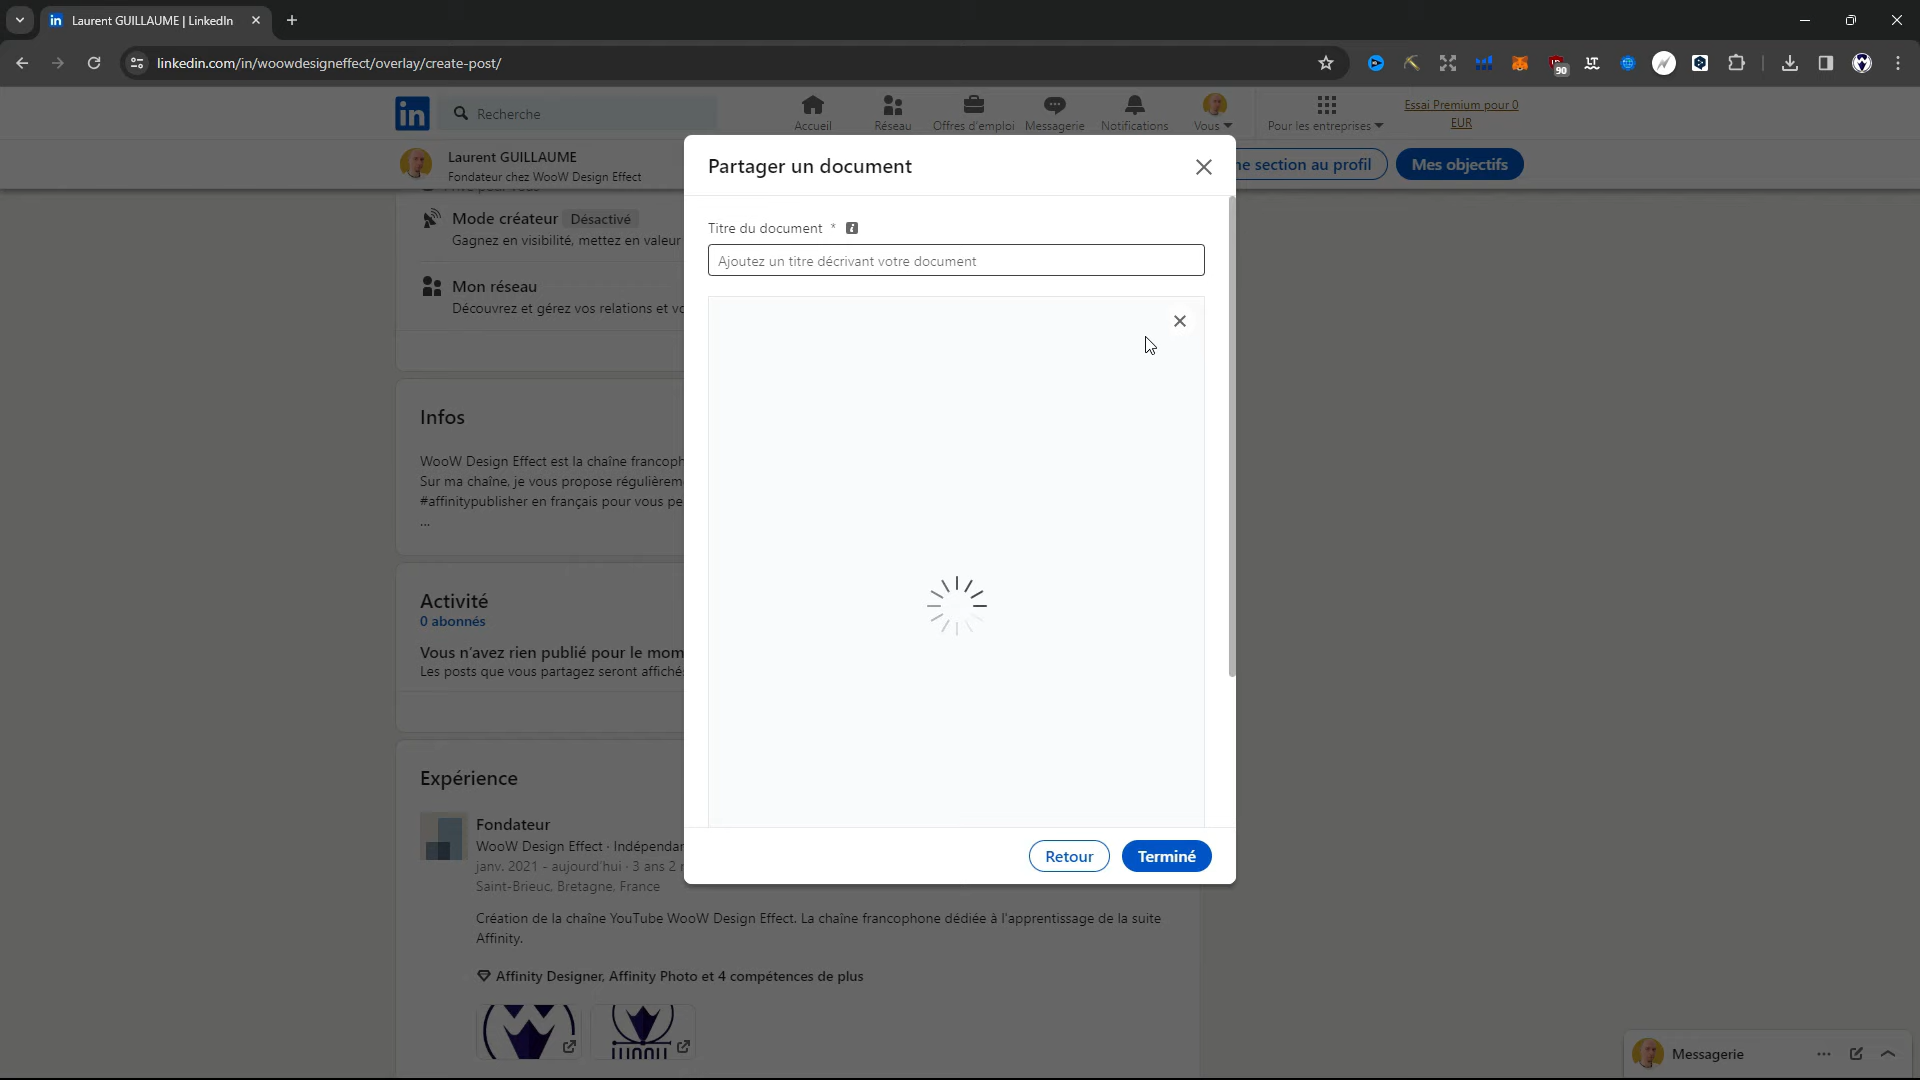 Laurent GUILLAUME | LinkedIn
linkedin.com/in/woowdesigneffect/overlay/create-post/
90
in
Recherche
Accueil
Réseau
Offres d'emploi
Messagerie
Notifications
Vous
Pour les entreprises
Essai Premium pour 0
EUR
Laurent GUILLAUME
Fondateur chez WooW Design Effect
ne section au profil
Mes objectifs
Partager un document
Titre du document *
Ajoutez un titre décrivant votre document
Mode créateur Désactivé
Gagnez en visibilité, mettez en valeur
Mon réseau
Découvrez et gérez vos relations et
Infos
WooW Design Effect est la chaîne francoph
Sur ma chaîne, je vous propose régulièrem
#affinitypublisher en français pour vous pe
...
Activité
0 abonnés
Vous n'avez rien publié pour le mom
Les posts que vous partagez seront affiché
Expérience
Fondateur
WooW Design Effect · Indépendar
janv. 2021 - aujourd'hui · 3 ans 2
Saint-Brieuc, Bretagne, France
Retour
Terminé
Création de la chaîne YouTube WooW Design Effect. La chaîne francophone dédiée à l'apprentissage de la suite
Affinity.
Affinity Designer, Affinity Photo et 4 compétences de plus
Messagerie